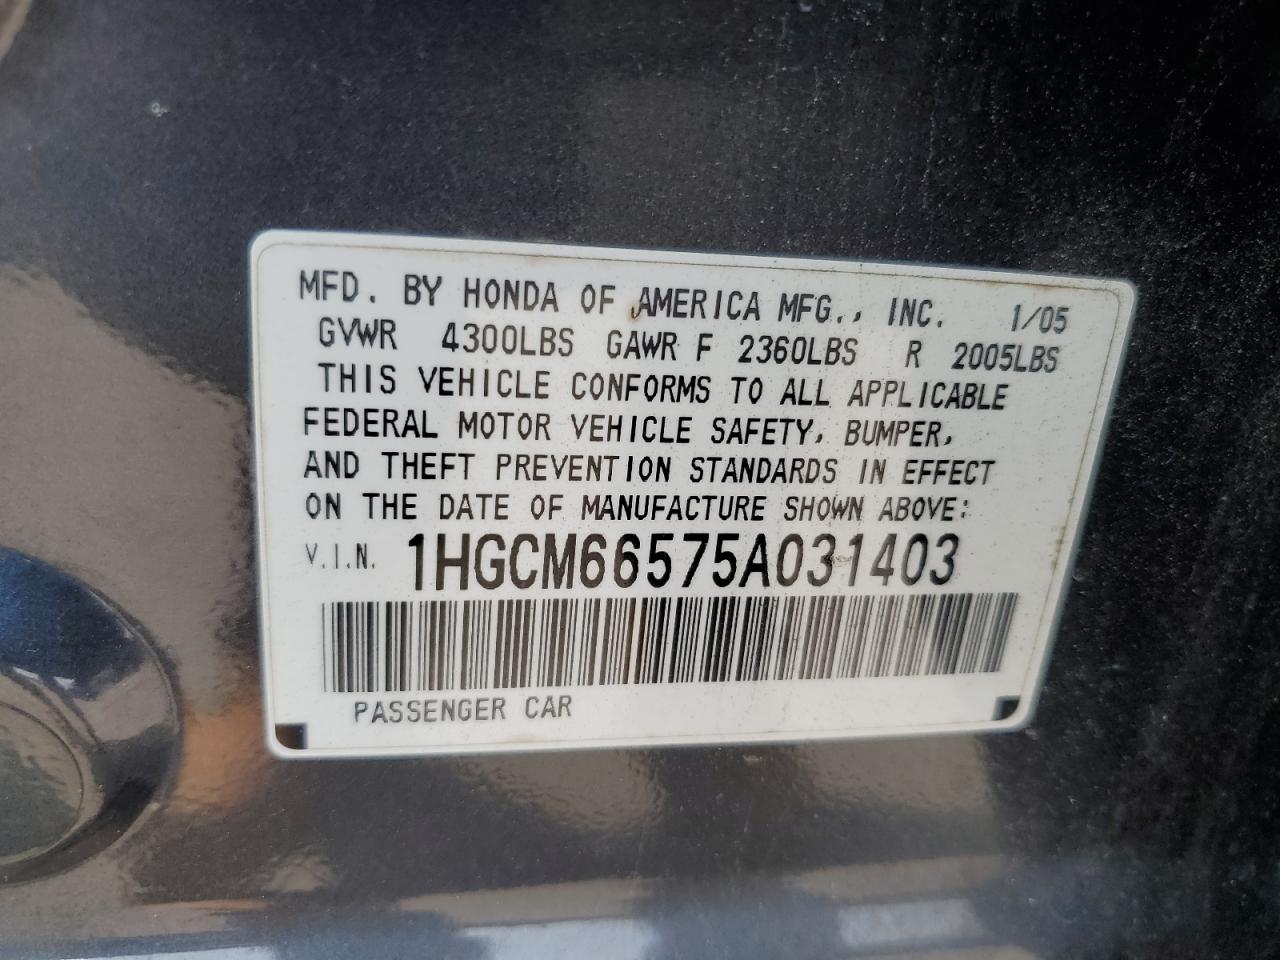 MFD. BY HONDA OF AMERICA MFG., INC. 1/05
GVWR 4300LBS GAWR F 2360LBS R 2005LBS
THIS VEHICLE CONFORMS TO ALL APPLICABLE
FEDERAL MOTOR VEHICLE SAFETY, BUMPER,
AND THEFT PREVENTION STANDARDS IN EFFECT
ON THE DATE OF MANUFACTURE SHOWN ABOVE:
V.I.N. 1HGCM66575A031403
PASSENGER CAR